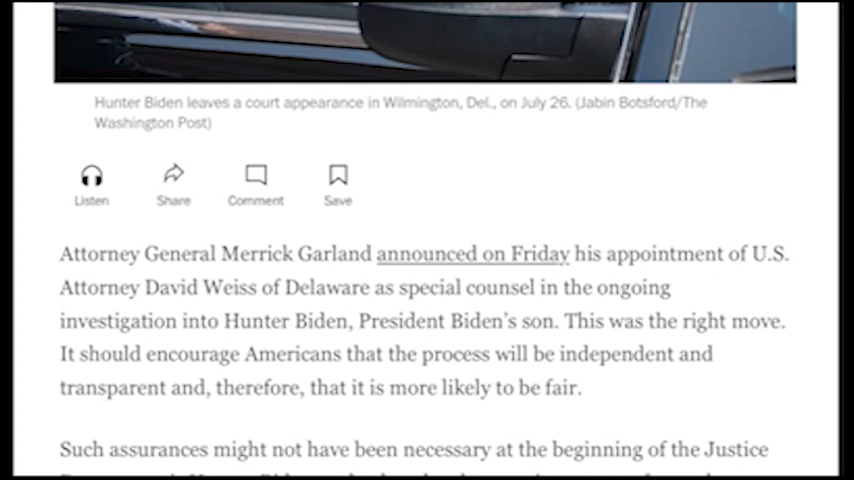 Hunter Biden leaves a court appearance in Wilmington, Del., on July 26. (Jabin Botsford/The
Washington Post)
Listen Share Comment Save
Attorney General Merrick Garland announced on Friday his appointment of U.S.
Attorney David Weiss of Delaware as special counsel in the ongoing
investigation into Hunter Biden, President Biden’s son. This was the right move.
It should encourage Americans that the process will be independent and
transparent and, therefore, that it is more likely to be fair.
Such assurances might not have been necessary at the beginning of the Justice